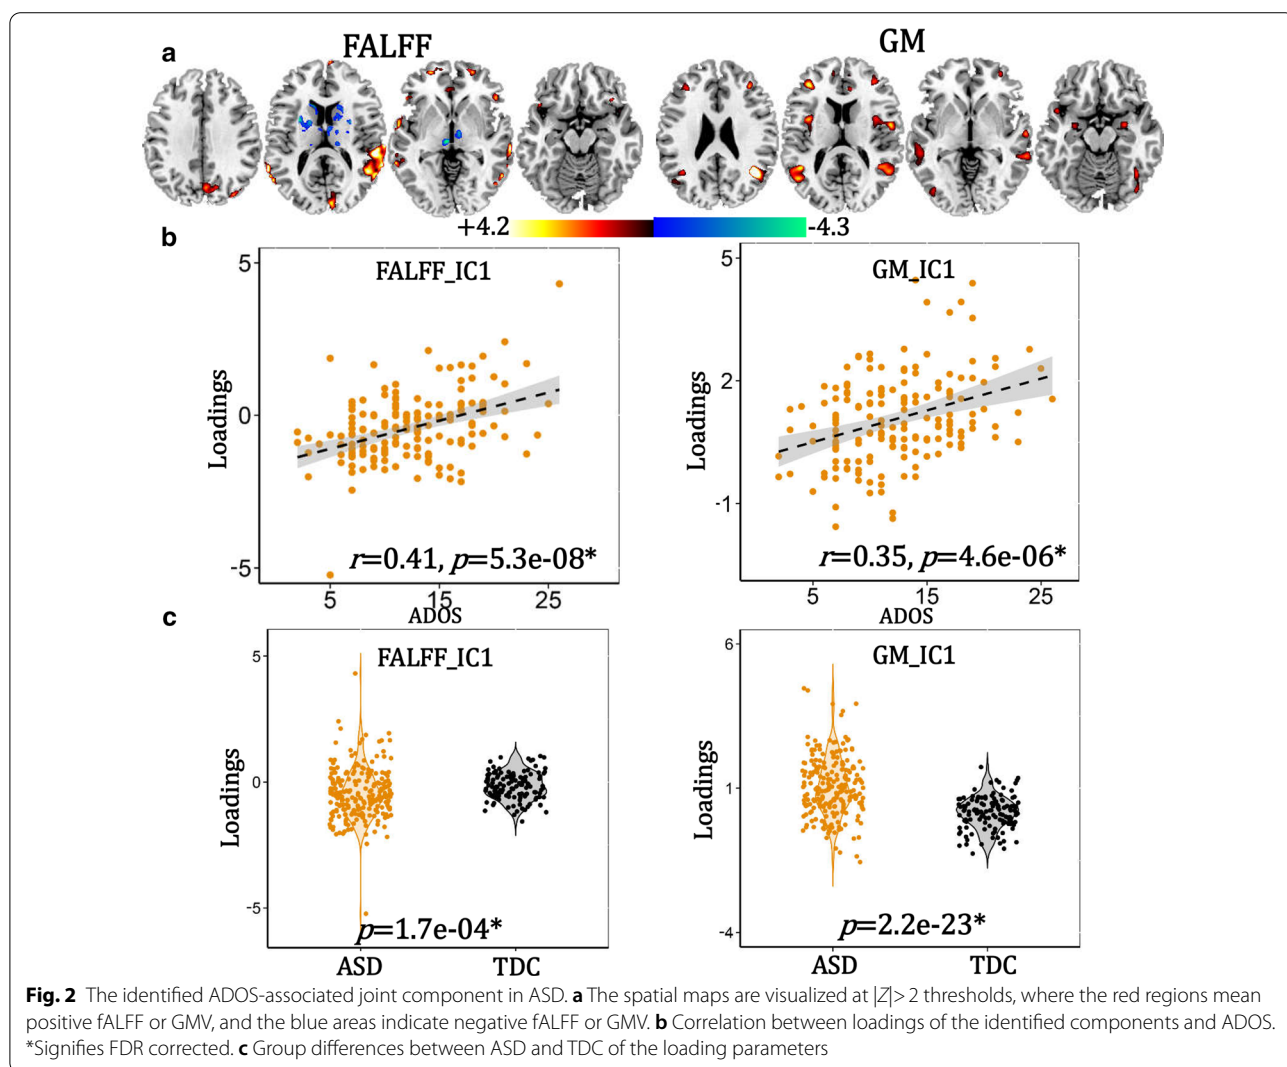 a
FALFF
GM
+4.2
-4.3
b
FALFF_IC1
5
0
-5
Loadings
r=0.41, p=5.3e-08*
5
15
25
ADOS
GM_IC1
5
2
-1
Loadings
r=0.35, p=4.6e-06*
5
15
25
ADOS
c
FALFF_IC1
5
0
-5
Loadings
p=1.7e-04*
ASD
TDC
GM_IC1
6
1
-4
Loadings
p=2.2e-23*
ASD
TDC
Fig. 2 The identified ADOS-associated joint component in ASD. a The spatial maps are visualized at |Z|> 2 thresholds, where the red regions mean
positive fALFF or GMV, and the blue areas indicate negative fALFF or GMV. b Correlation between loadings of the identified components and ADOS.
*Signifies FDR corrected. c Group differences between ASD and TDC of the loading parameters